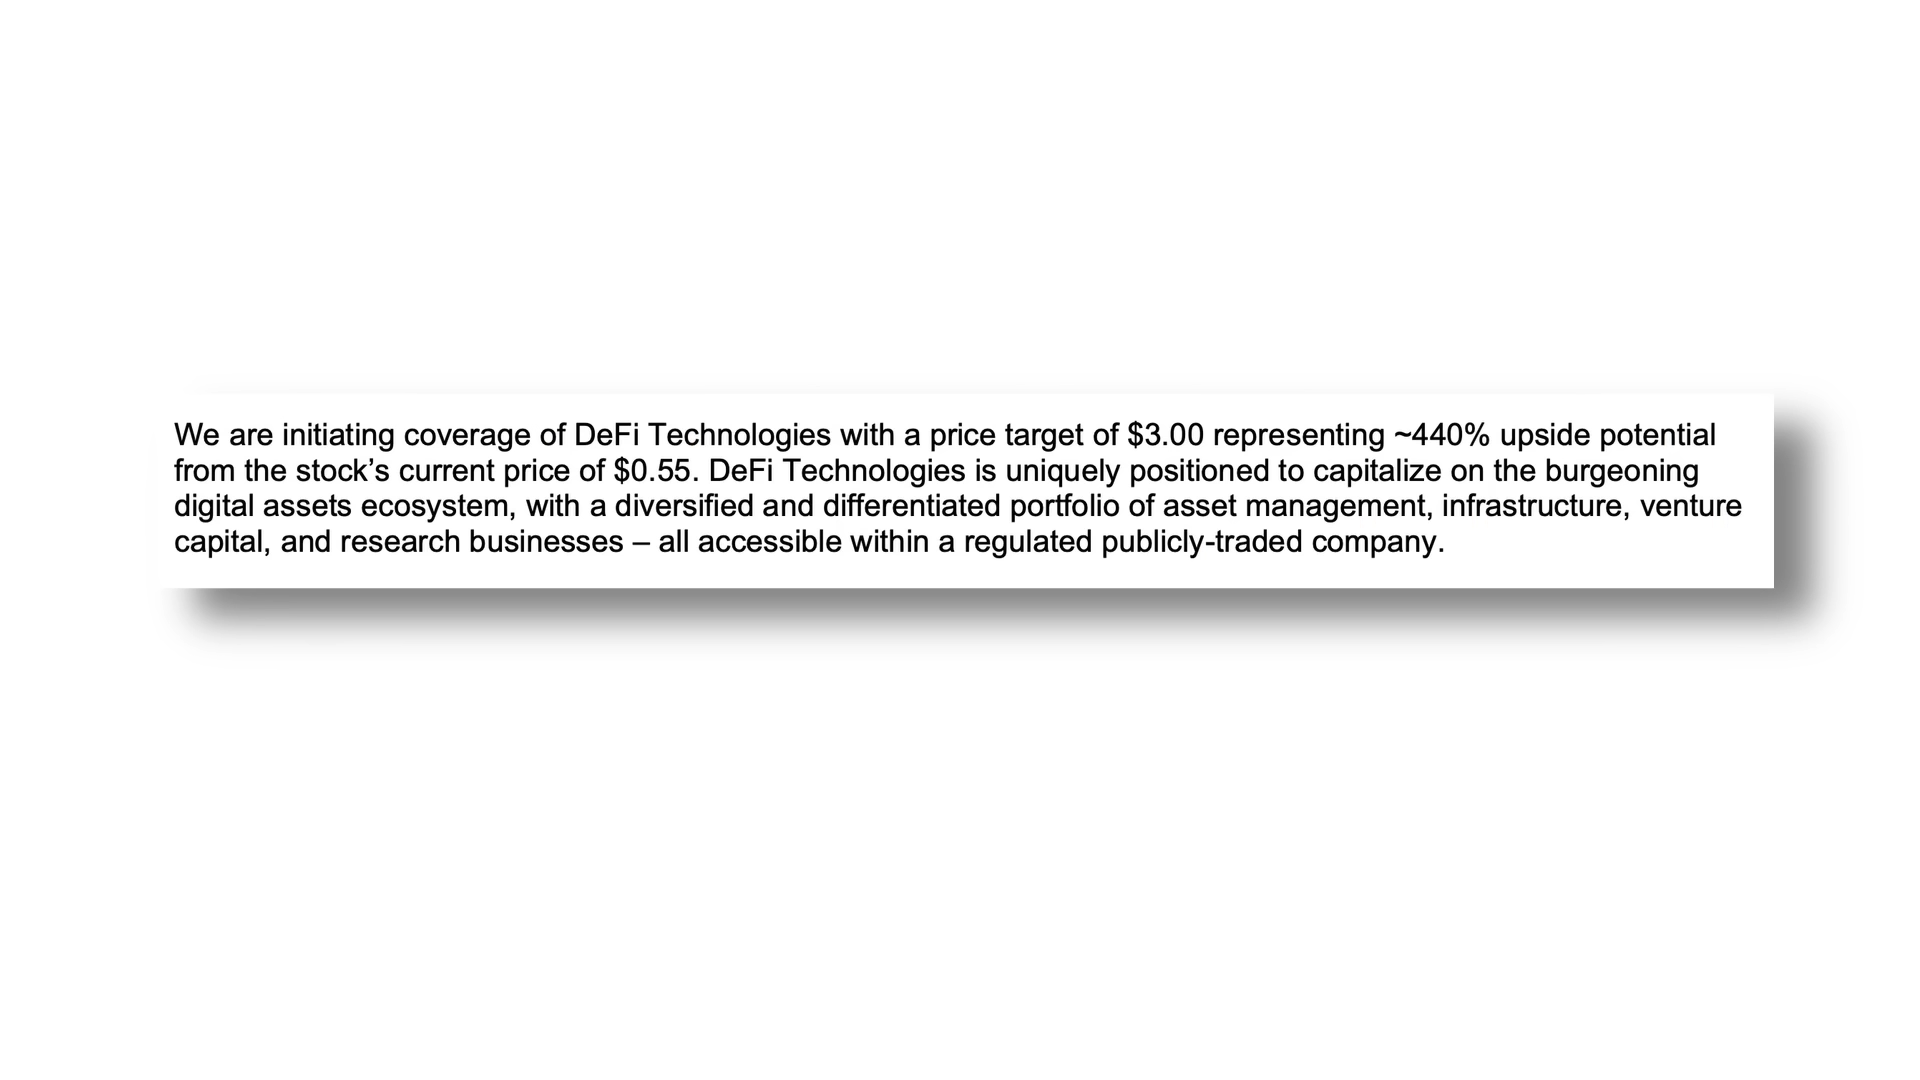 We are initiating coverage of DeFi Technologies with a price target of $3.00 representing ~440% upside potential
from the stock’s current price of $0.55. DeFi Technologies is uniquely positioned to capitalize on the burgeoning
digital assets ecosystem, with a diversified and differentiated portfolio of asset management, infrastructure, venture
capital, and research businesses – all accessible within a regulated publicly-traded company.